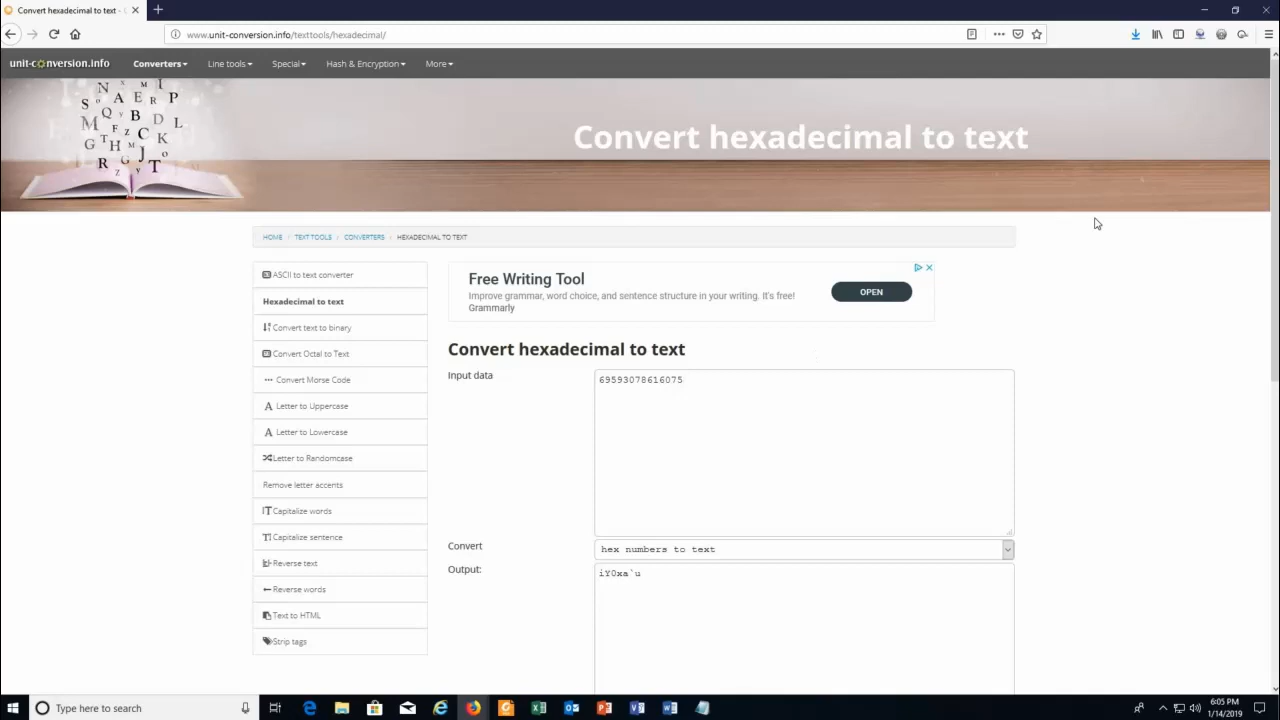 Convert hexadecimal to text -
www.unit-conversion.info/texttools/hexadecimal/
unit-conversion.info
Converters
Line tools
Special
Hash & Encryption
More
Convert hexadecimal to text
HOME / TEXT TOOLS / CONVERTERS / HEXADECIMAL TO TEXT
ASCII to text converter
Hexadecimal to text
Convert text to binary
Convert Octal to Text
Convert Morse Code
Letter to Uppercase
Letter to Lowercase
Letter to Randomcase
Remove letter accents
Capitalize words
Capitalize sentence
Reverse text
Reverse words
Text to HTML
Strip tags
Free Writing Tool
Improve grammar, word choice, and sentence structure in your writing. It's free!
Grammarly
OPEN
Convert hexadecimal to text
Input data
69593078616075
Convert
hex numbers to text
Output:
iY0xa`u
Type here to search
6:05 PM
1/14/2019